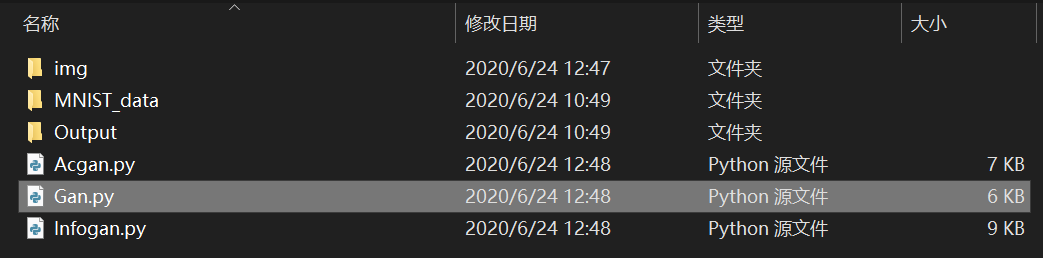 名称 修改日期 类型 大小
img 2020/6/24 12:47 文件夹
MNIST_data 2020/6/24 10:49 文件夹
Output 2020/6/24 10:49 文件夹
Acgan.py 2020/6/24 12:48 Python 源文件 7 KB
Gan.py 2020/6/24 12:48 Python 源文件 6 KB
Infogan.py 2020/6/24 12:48 Python 源文件 9 KB